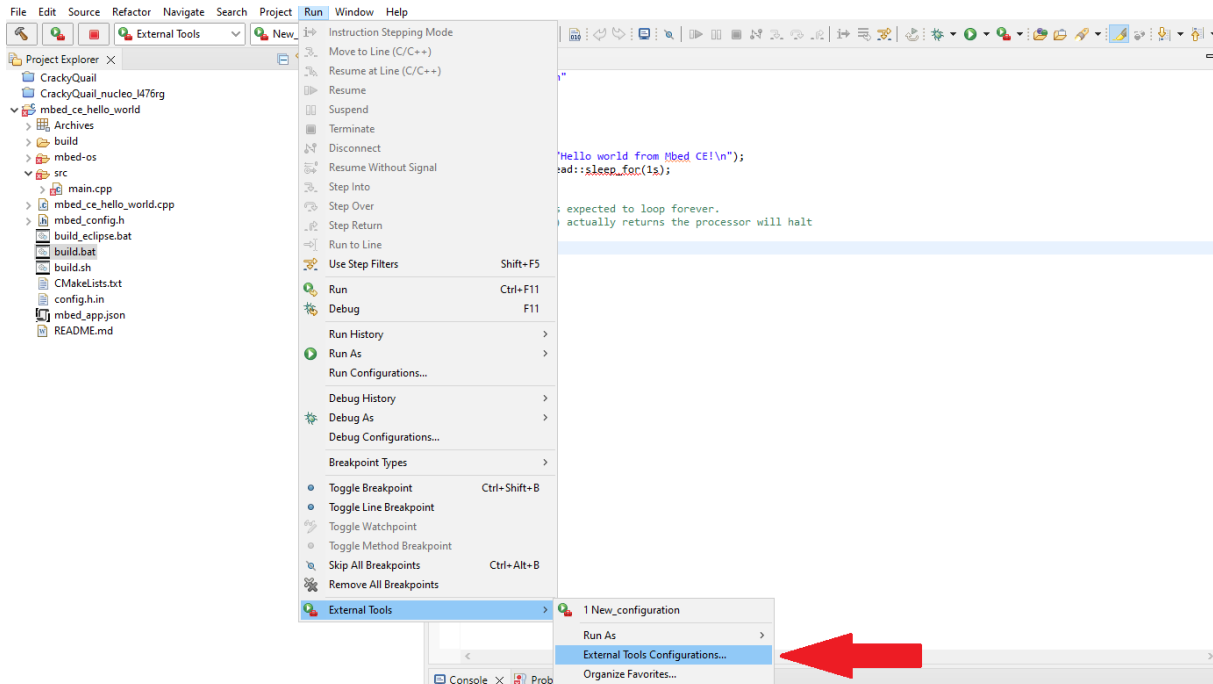 File Edit Source Refactor Navigate Search Project Run Window Help
External Tools
New_
Project Explorer
CrackyQuail
CrackyQuail_nucleo_l476rg
mbed_ce_hello_world
Archives
build
mbed-os
src
main.cpp
mbed_ce_hello_world.cpp
mbed_config.h
build_eclipse.bat
build.bat
build.sh
CMakeLists.txt
config.h.in
mbed_app.json
README.md
Instruction Stepping Mode
Move to Line (C/C++)
Resume at Line (C/C++)
Resume
Suspend
Terminate
Disconnect
Resume Without Signal
Step Into
Step Over
Step Return
Run to Line
Use Step Filters Shift+F5
Run Ctrl+F11
Debug F11
Run History
Run As
Run Configurations...
Debug History
Debug As
Debug Configurations...
Breakpoint Types
Toggle Breakpoint Ctrl+Shift+B
Toggle Line Breakpoint
Toggle Watchpoint
Toggle Method Breakpoint
Skip All Breakpoints Ctrl+Alt+B
Remove All Breakpoints
External Tools
1 New_configuration
Run As
External Tools Configurations...
Organize Favorites...
"
"Hello world from Mbed CE!\n");
ead::sleep_for(1s);
s expected to loop forever.
) actually returns the processor will halt
Console
Prob